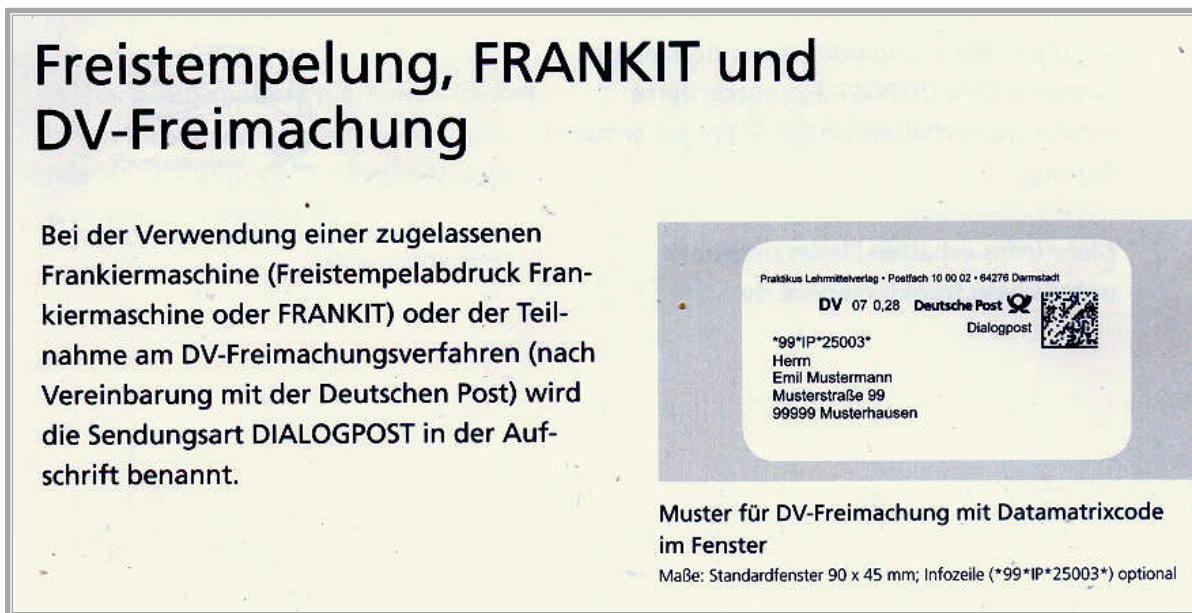 Freistempelung, FRANKIT und
DV-Freimachung
Bei der Verwendung einer zugelassenen
Frankiermaschine (Freistempelabdruck Fran-
kiermaschine oder FRANKIT) oder der Teil-
nahme am DV-Freimachungsverfahren (nach
Vereinbarung mit der Deutschen Post) wird
die Sendungsart DIALOGPOST in der Auf-
schrift benannt.
Praktikus Lehrmittelverlag • Postfach 10 00 02 • 64276 Darmstadt
DV 07 0,28 Deutsche Post
Dialogpost
*99*IP*25003*
Herrn
Emil Mustermann
Musterstraße 99
99999 Musterhausen
Muster für DV-Freimachung mit Datamatrixcode
im Fenster
Maße: Standardfenster 90 x 45 mm; Infozeile (*99*IP*25003*) optional